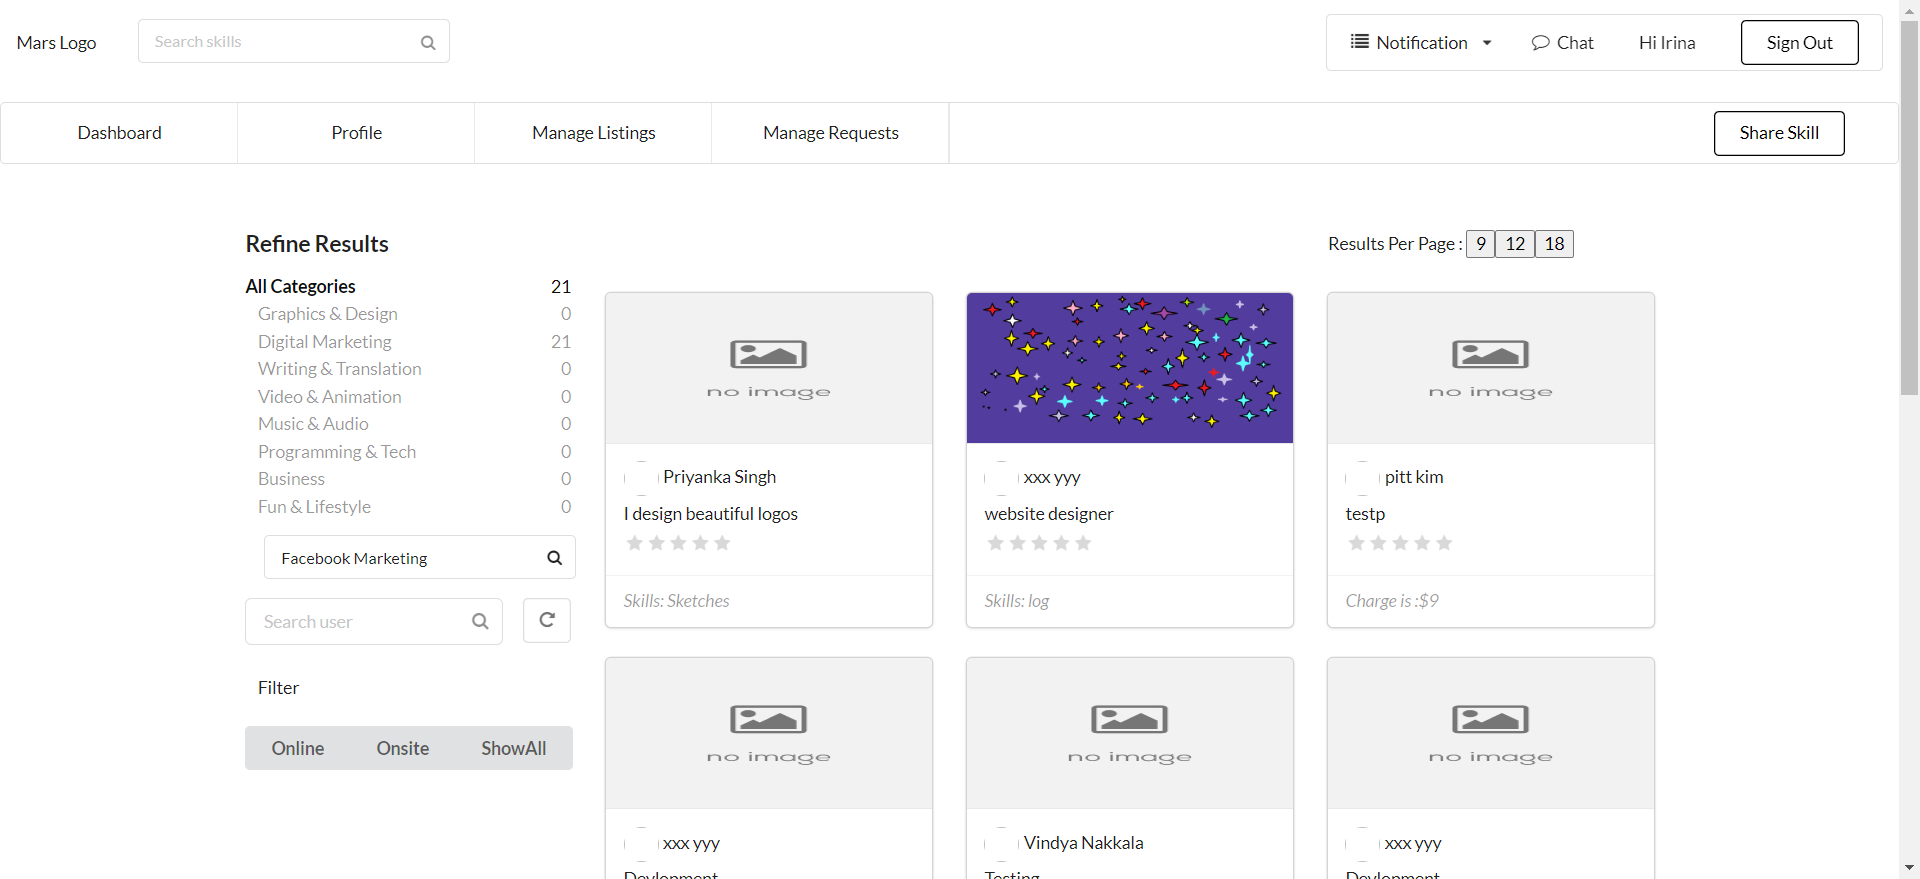 Mars Logo
Search skills
Notification
Chat
Hi Irina
Sign Out
Dashboard
Profile
Manage Listings
Manage Requests
Share Skill
Refine Results
Results Per Page : 9 12 18
All Categories 21
Graphics & Design 0
Digital Marketing 21
Writing & Translation 0
Video & Animation 0
Music & Audio 0
Programming & Tech 0
Business 0
Fun & Lifestyle 0
Facebook Marketing
Search user
Filter
Online Onsite ShowAll
no image
Priyanka Singh
I design beautiful logos
Skills: Sketches
xxx yyy
website designer
Skills: log
no image
pitt kim
testp
Charge is :$9
no image
xxx yyy
Devlopment
no image
Vindya Nakkala
Testing
no image
xxx yyy
Devlopment